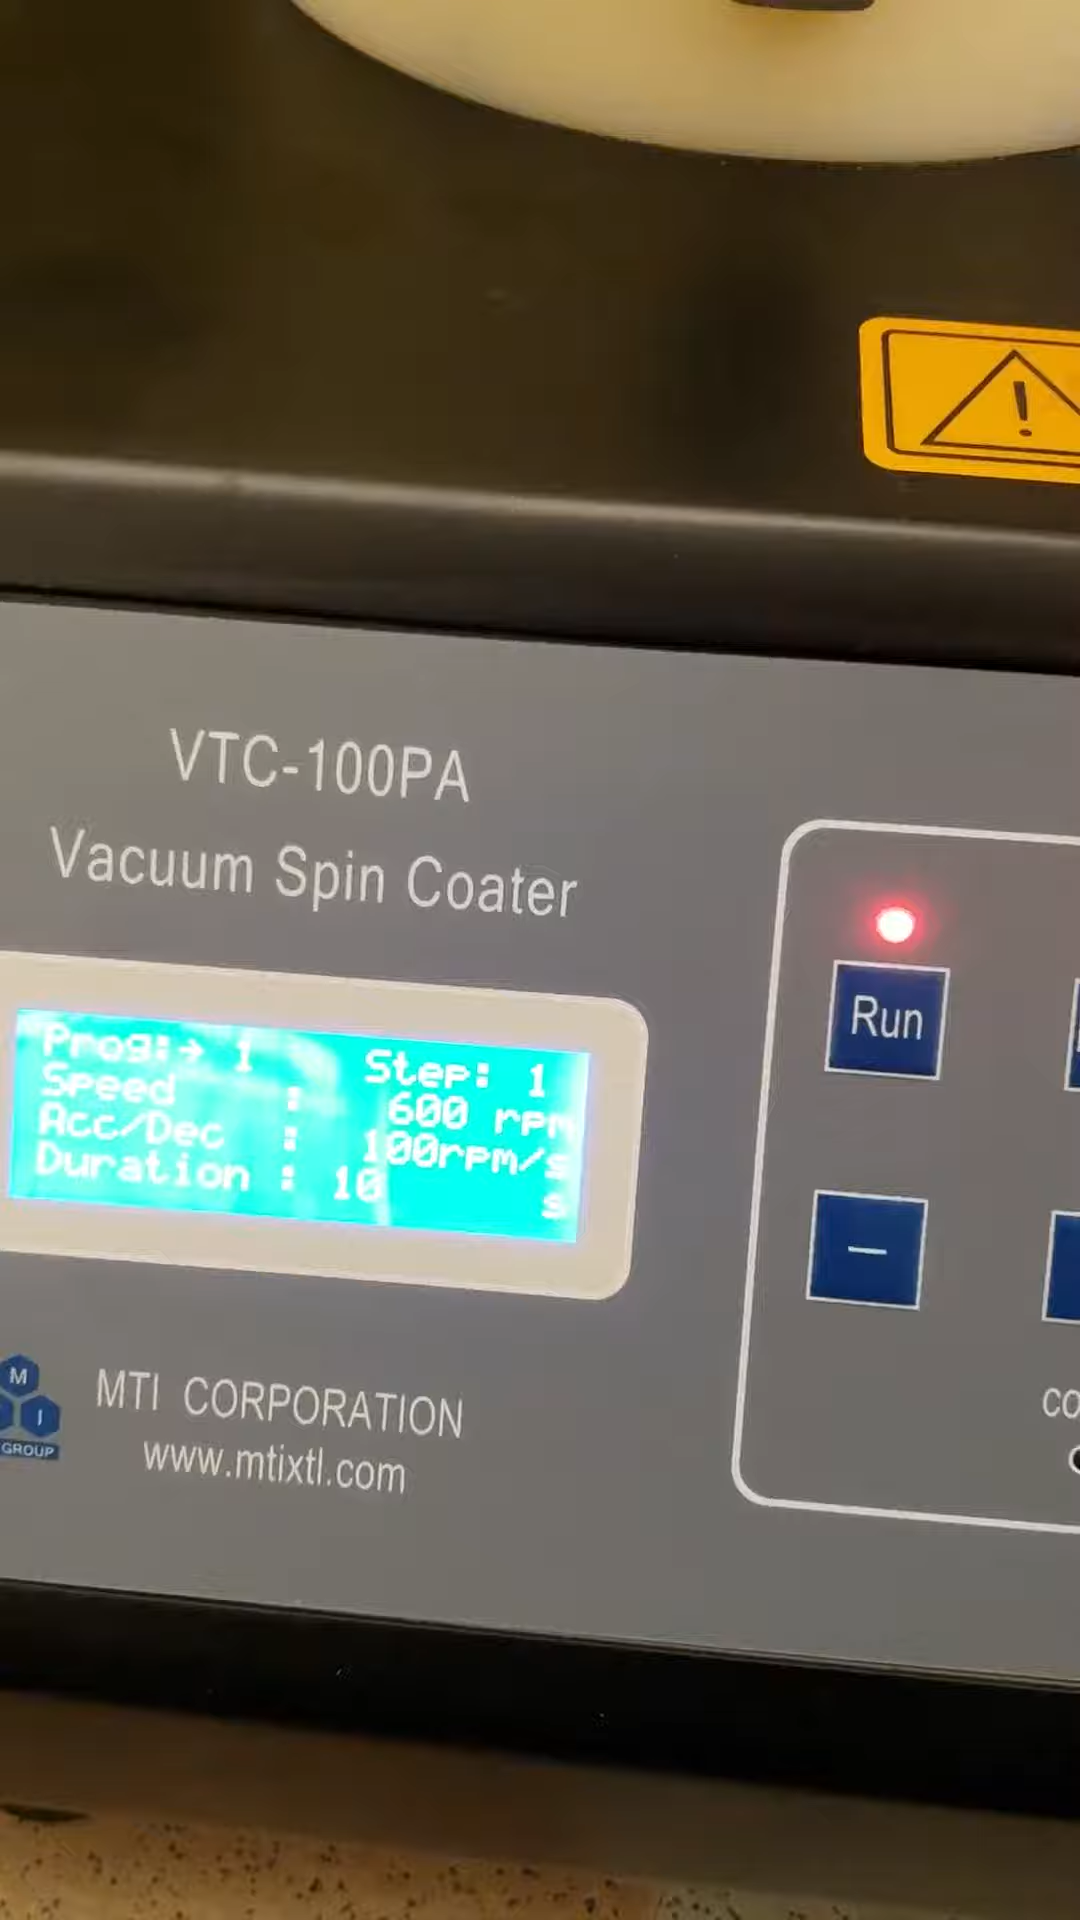 VTC-100PA
Vacuum Spin Coater
Run
Prog:→ 1 Step: 1
Speed : 600 rpm
Acc/Dec : 100rpm/s
Duration : 10 s
—
M
I
GROUP
MTI CORPORATION
www.mtixtl.com